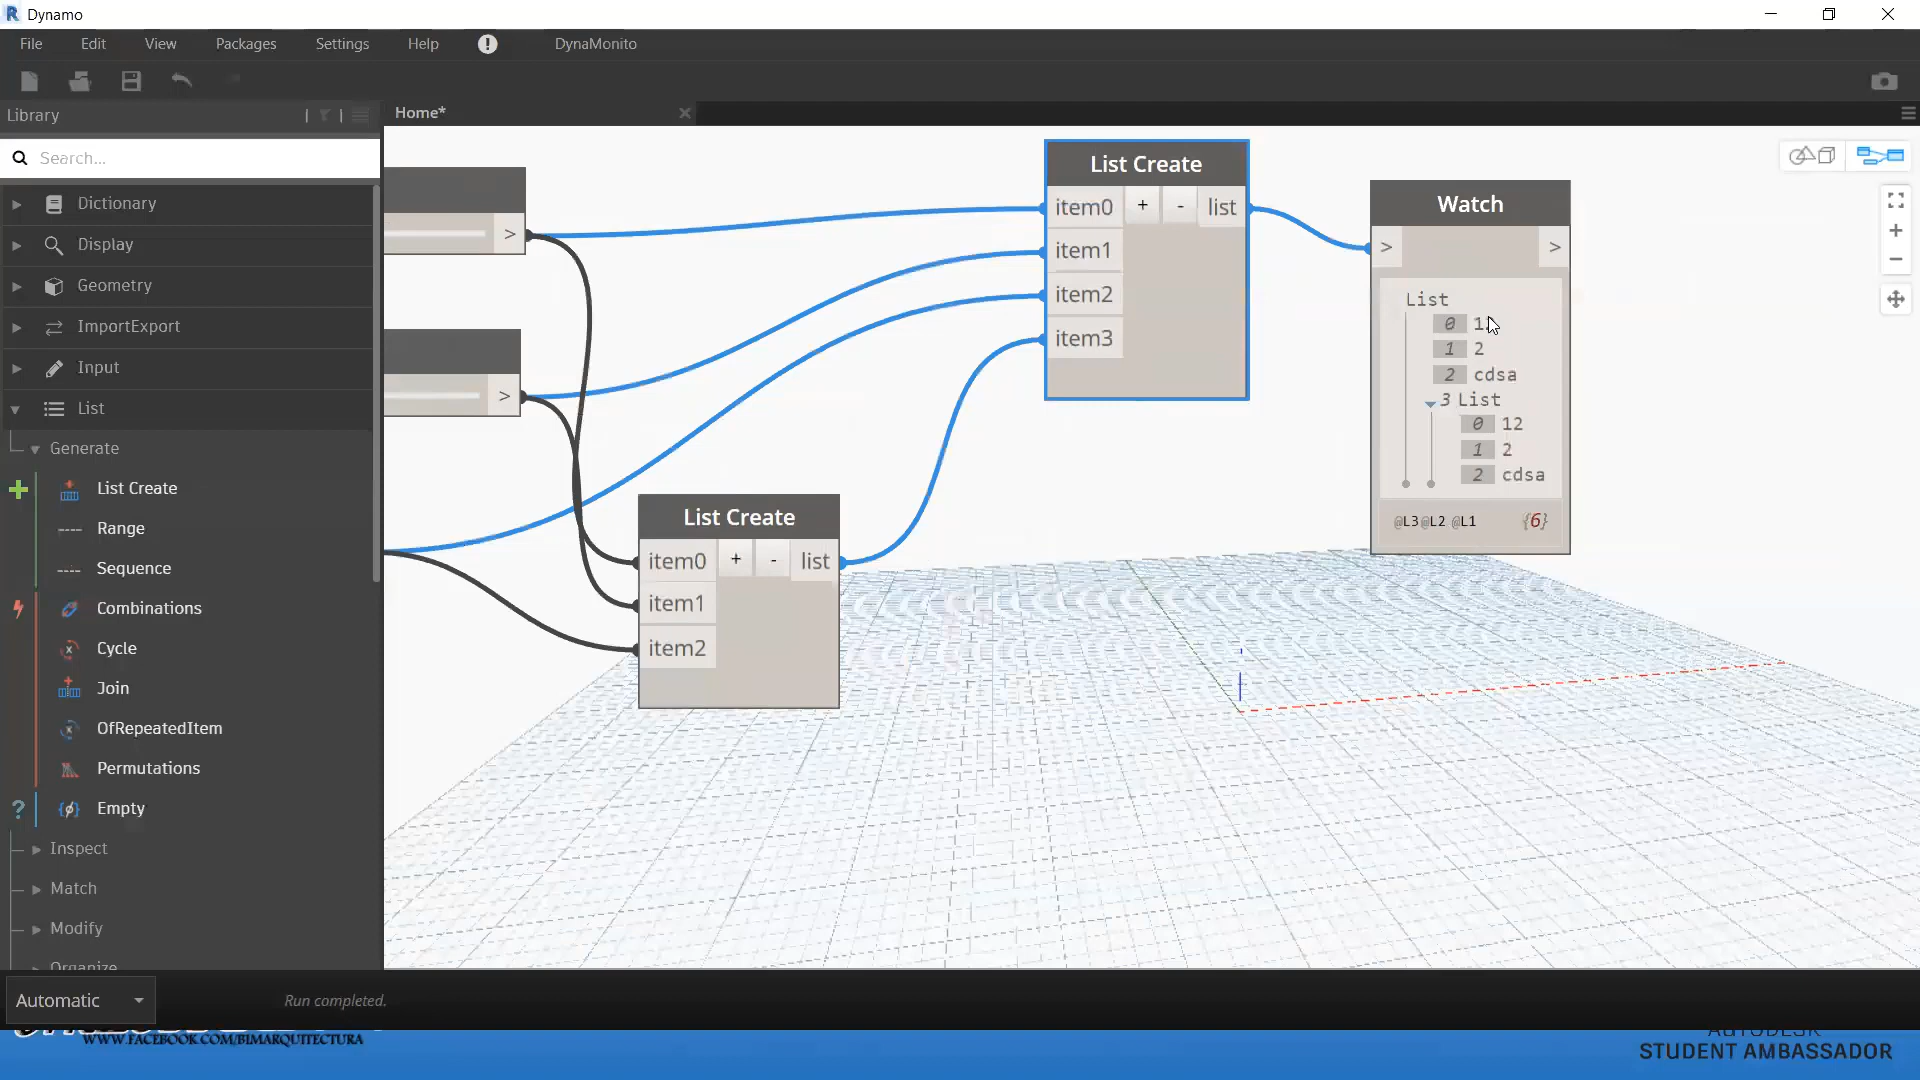 Dynamo
File Edit View Packages Settings Help DynaMonito
Library
Home*
Search...
Dictionary
Display
Geometry
ImportExport
Input
List
Generate
List Create
Range
Sequence
Combinations
Cycle
Join
OfRepeatedItem
Permutations
Empty
Inspect
Match
Modify
Organize
>
>
List Create
item0 + - list
item1
item2
item3
List Create
item0 + - list
item1
item2
Watch
> >
List
0
1 2
2 cdsa
3 List
0 12
1 2
2 cdsa
@L3 @L2 @L1 {6}
Automatic
Run completed.
WWW.FACEBOOK.COM/BIMARQUITECTURA
AUTODESK
STUDENT AMBASSADOR